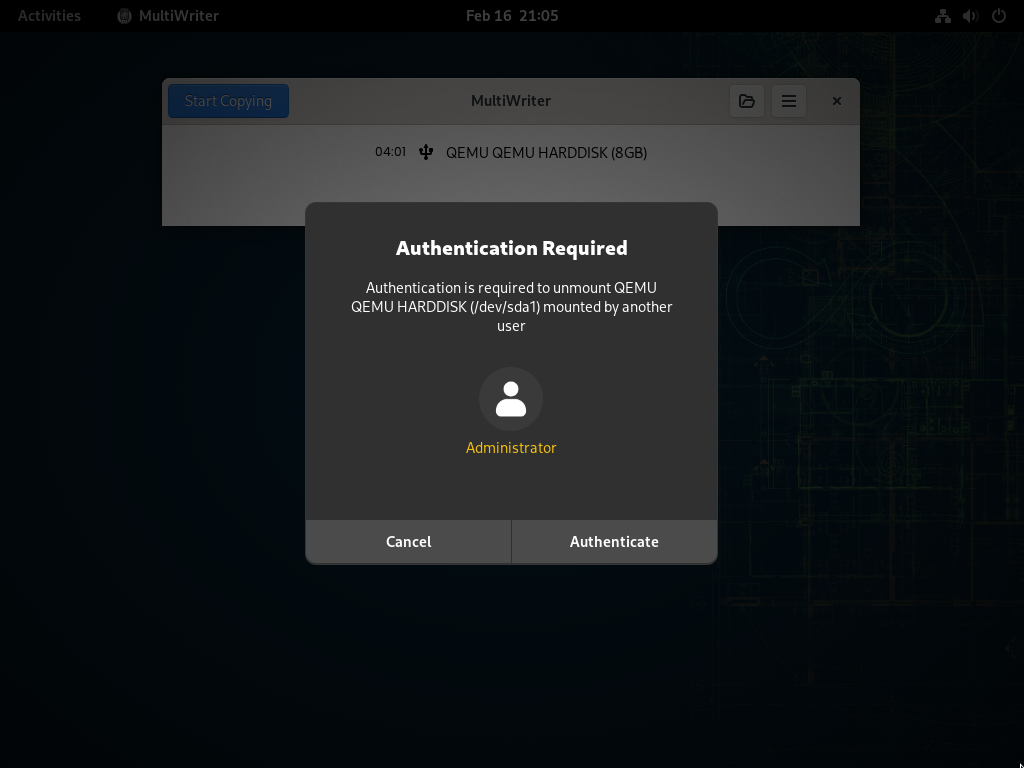 Activities MultiWriter Feb 16 21:05
Start Copying MultiWriter
04:01 QEMU QEMU HARDDISK (8GB)
Authentication Required
Authentication is required to unmount QEMU
QEMU HARDDISK (/dev/sda1) mounted by another
user
Administrator
Cancel Authenticate